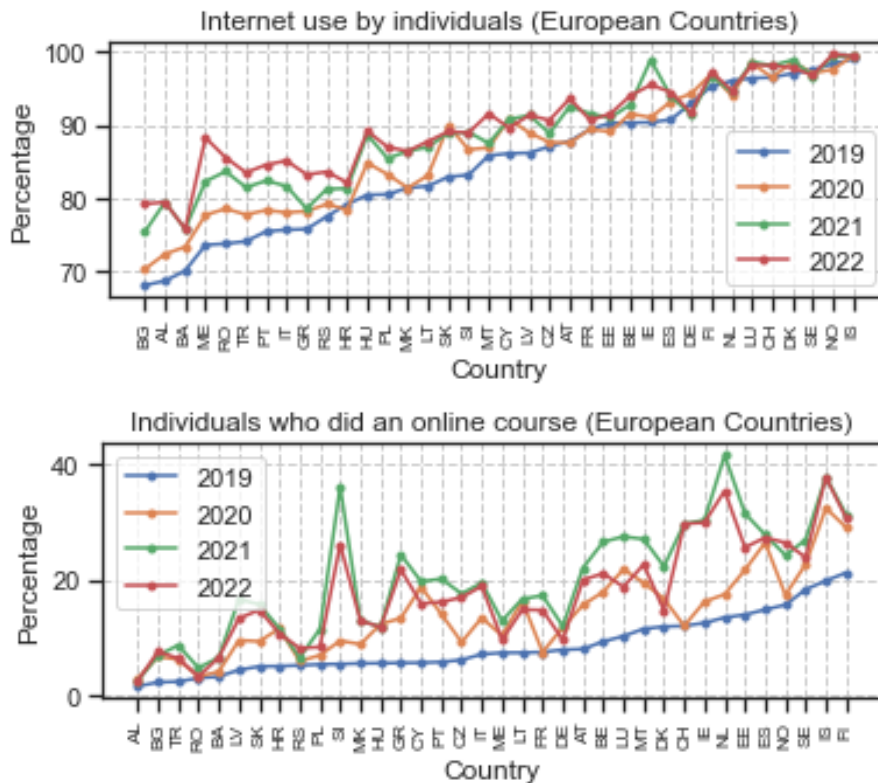 Internet use by individuals (European Countries)
100
90
80
70
Percentage
2019
2020
2021
2022
BG AL BA ME RO TR PT IT GR RS HR HU PL MK LT SK SI MT CY LV CZ AT FR EE BE IE ES DE FI NL LU CH DK SE NO IS
Country
Individuals who did an online course (European Countries)
40
20
0
Percentage
2019
2020
2021
2022
AL BG TR RO BA LV SK HR RS PL SI MK HU GR CY PT CZ IT ME LT FR DE AT BE LU MT DK CH IE NL EE ES NO SE IS FI
Country